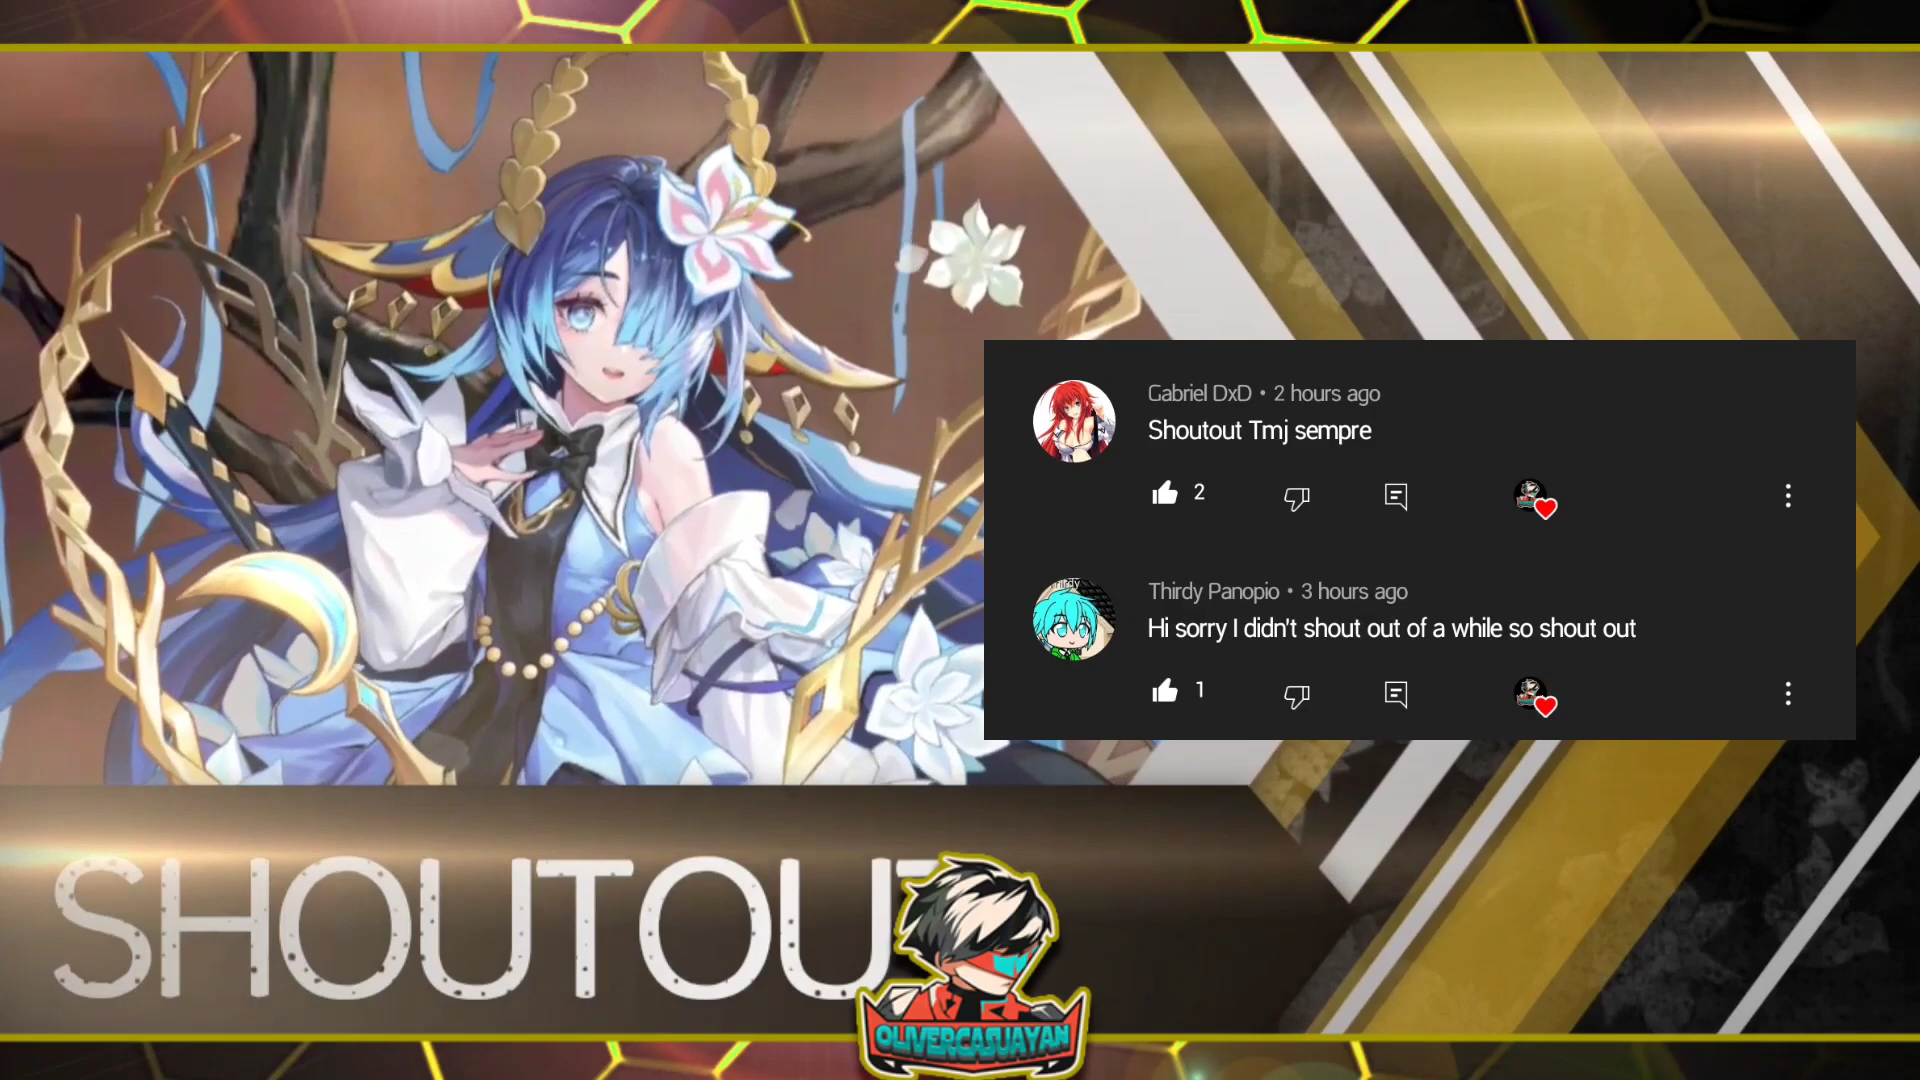 Gabriel DxD • 2 hours ago
Shoutout Tmj sempre
2
Thirdy Panopio • 3 hours ago
Hi sorry I didn't shout out of a while so shout out
1
SHOUTOUT
OLIVERCASUAYAN